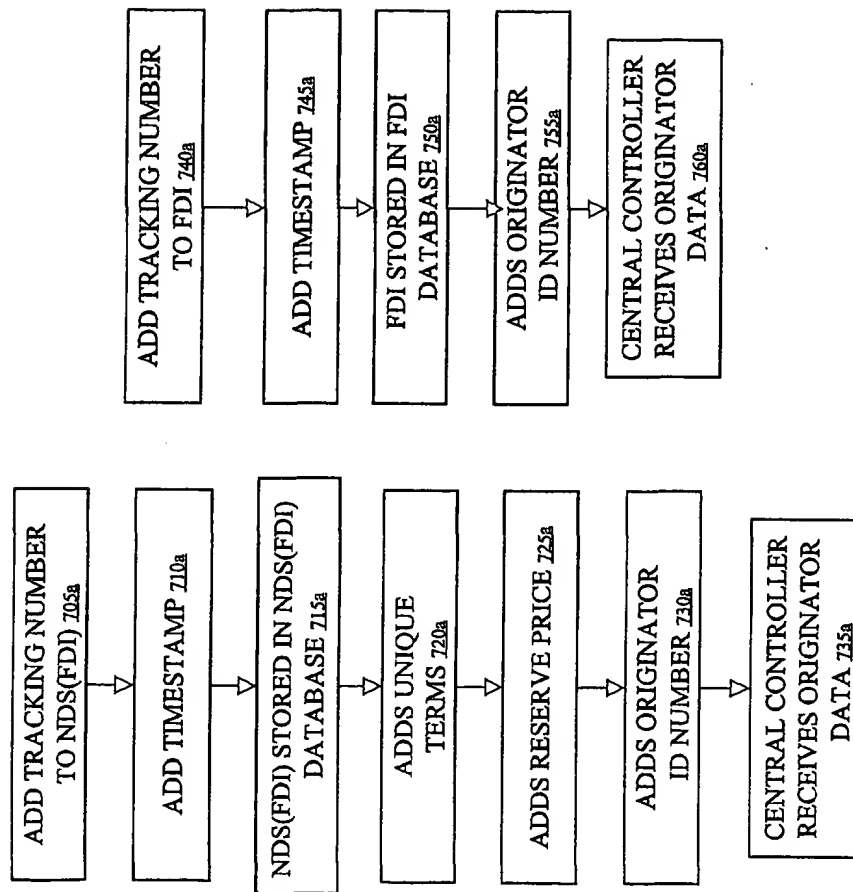 ADD TRACKING NUMBER
TO NDS(FDI) 705a
ADD TIMESTAMP 710a
NDS(FDI) STORED IN NDS(FDI)
DATABASE 715a
ADDS UNIQUE
TERMS 720a
ADDS RESERVE PRICE 725a
ADDS ORIGINATOR
ID NUMBER 730a
CENTRAL CONTROLLER
RECEIVES ORIGINATOR
DATA 735a
ADD TRACKING NUMBER
TO FDI 740a
ADD TIMESTAMP 745a
FDI STORED IN FDI
DATABASE 750a
ADDS ORIGINATOR
ID NUMBER 755a
CENTRAL CONTROLLER
RECEIVES ORIGINATOR
DATA 760a